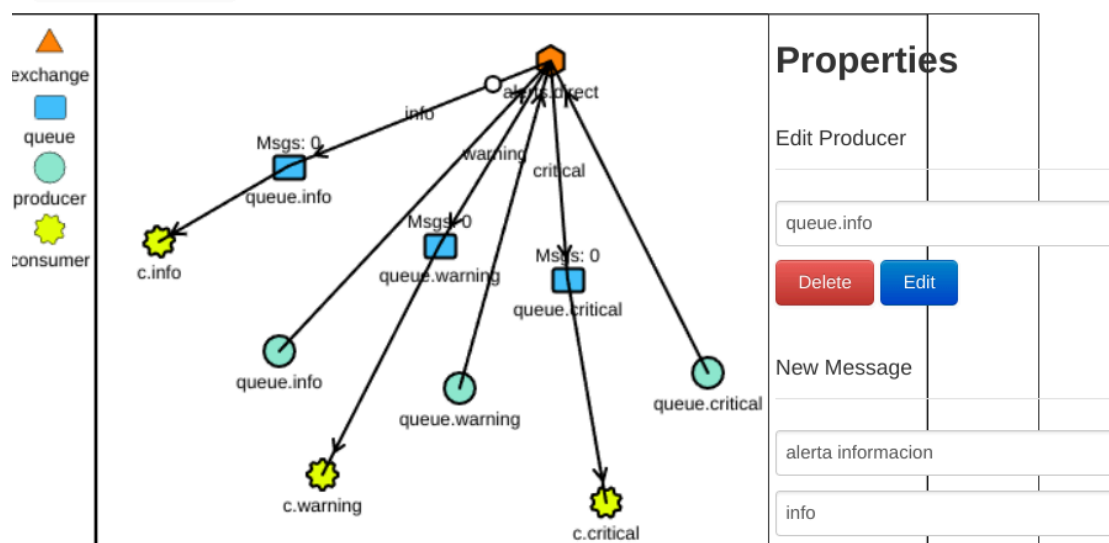 exchange
queue
producer
consumer
alerts.direct
info
Msgs: 0
queue.info
c.info
warning
critical
Msgs: 0
queue.warning
Msgs: 0
queue.critical
queue.info
queue.warning
queue.critical
c.warning
c.critical
Properties
Edit Producer
queue.info
Delete Edit
New Message
alerta informacion
info